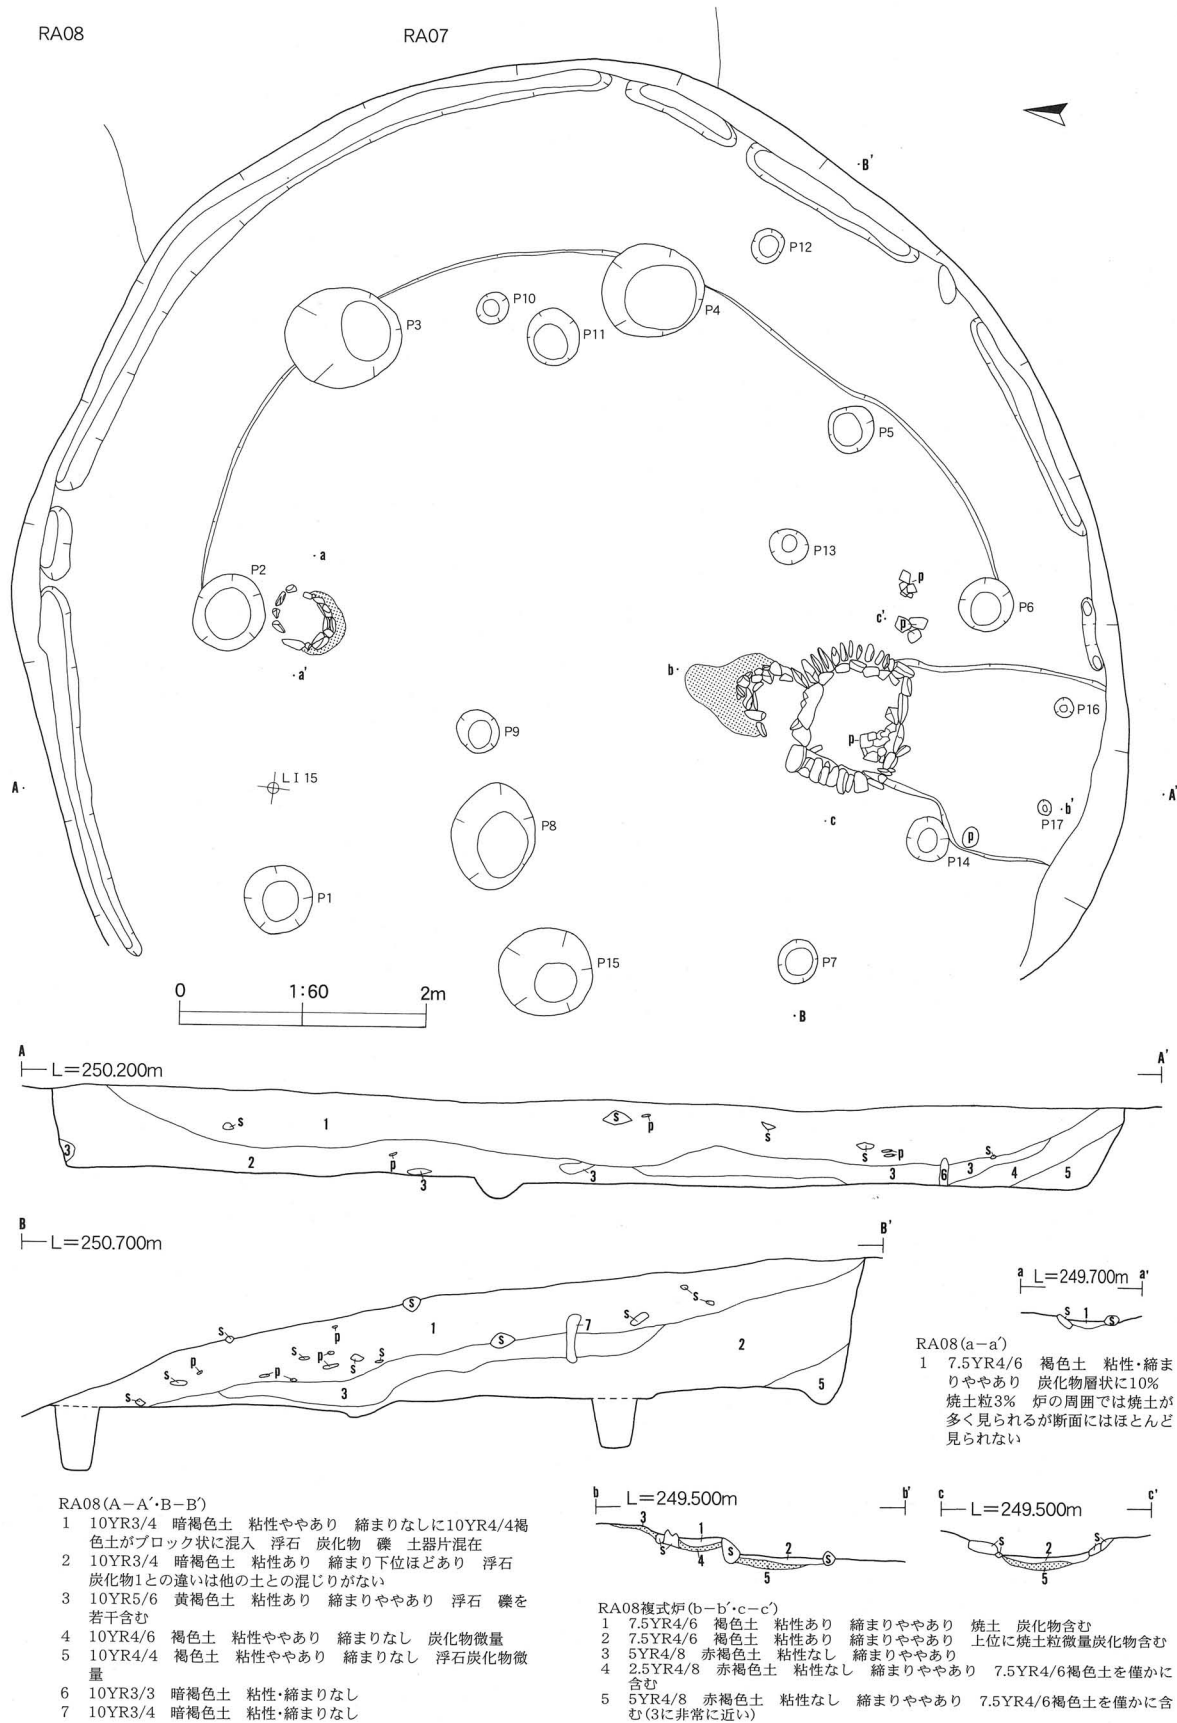 RA08
RA07
B'
P12
P10
P3
P4
P11
P5
a
P13
P2
p
P6
c'
p
b
a'
P16
P9
p
L I 15
A
A'
b'
P8
c
P17
p
P14
P1
P15
P7
0 1:60 2m
B
A
L=250.200m
A'
s 1 s p s s p s
3 2 p 3 3 3 6 3 4 5
B
L=250.700m
B'
s
s
s
p 1 7 s
s p s s s 2
p
s p
3
s
5
a L=249.700m a'
s 1 s
RA08(a-a′)
1 7.5YR4/6 褐色土 粘性・締ま
りややあり 炭化物層状に10%
焼土粒3% 炉の周囲では焼土が
多く見られるが断面にはほとんど
見られない
RA08(A-A′・B-B′)
1 10YR3/4 暗褐色土 粘性ややあり 締まりなしに10YR4/4褐
色土がブロック状に混入 浮石 炭化物 礫 土器片混在
2 10YR3/4 暗褐色土 粘性あり 締まり下位ほどあり 浮石
炭化物1との違いは他の土との混じりがない
3 10YR5/6 黄褐色土 粘性あり 締まりややあり 浮石 礫を
若干含む
4 10YR4/6 褐色土 粘性ややあり 締まりなし 炭化物微量
5 10YR4/4 褐色土 粘性ややあり 締まりなし 浮石炭化物微
量
6 10YR3/3 暗褐色土 粘性・締まりなし
7 10YR3/4 暗褐色土 粘性・締まりなし
b L=249.500m b'
3 1 s 4 s 2 s 5
c L=249.500m c'
s 2 s 5
RA08複式炉(b-b′・c-c′)
1 7.5YR4/6 褐色土 粘性あり 締まりややあり 焼土 炭化物含む
2 7.5YR4/6 褐色土 粘性あり 締まりややあり 上位に焼土粒微量炭化物含む
3 5YR4/8 赤褐色土 粘性なし 締まりややあり
4 2.5YR4/8 赤褐色土 粘性なし 締まりややあり 7.5YR4/6褐色土を僅かに
含む
5 5YR4/8 赤褐色土 粘性なし 締まりややあり 7.5YR4/6褐色土を僅かに含
む(3に非常に近い)